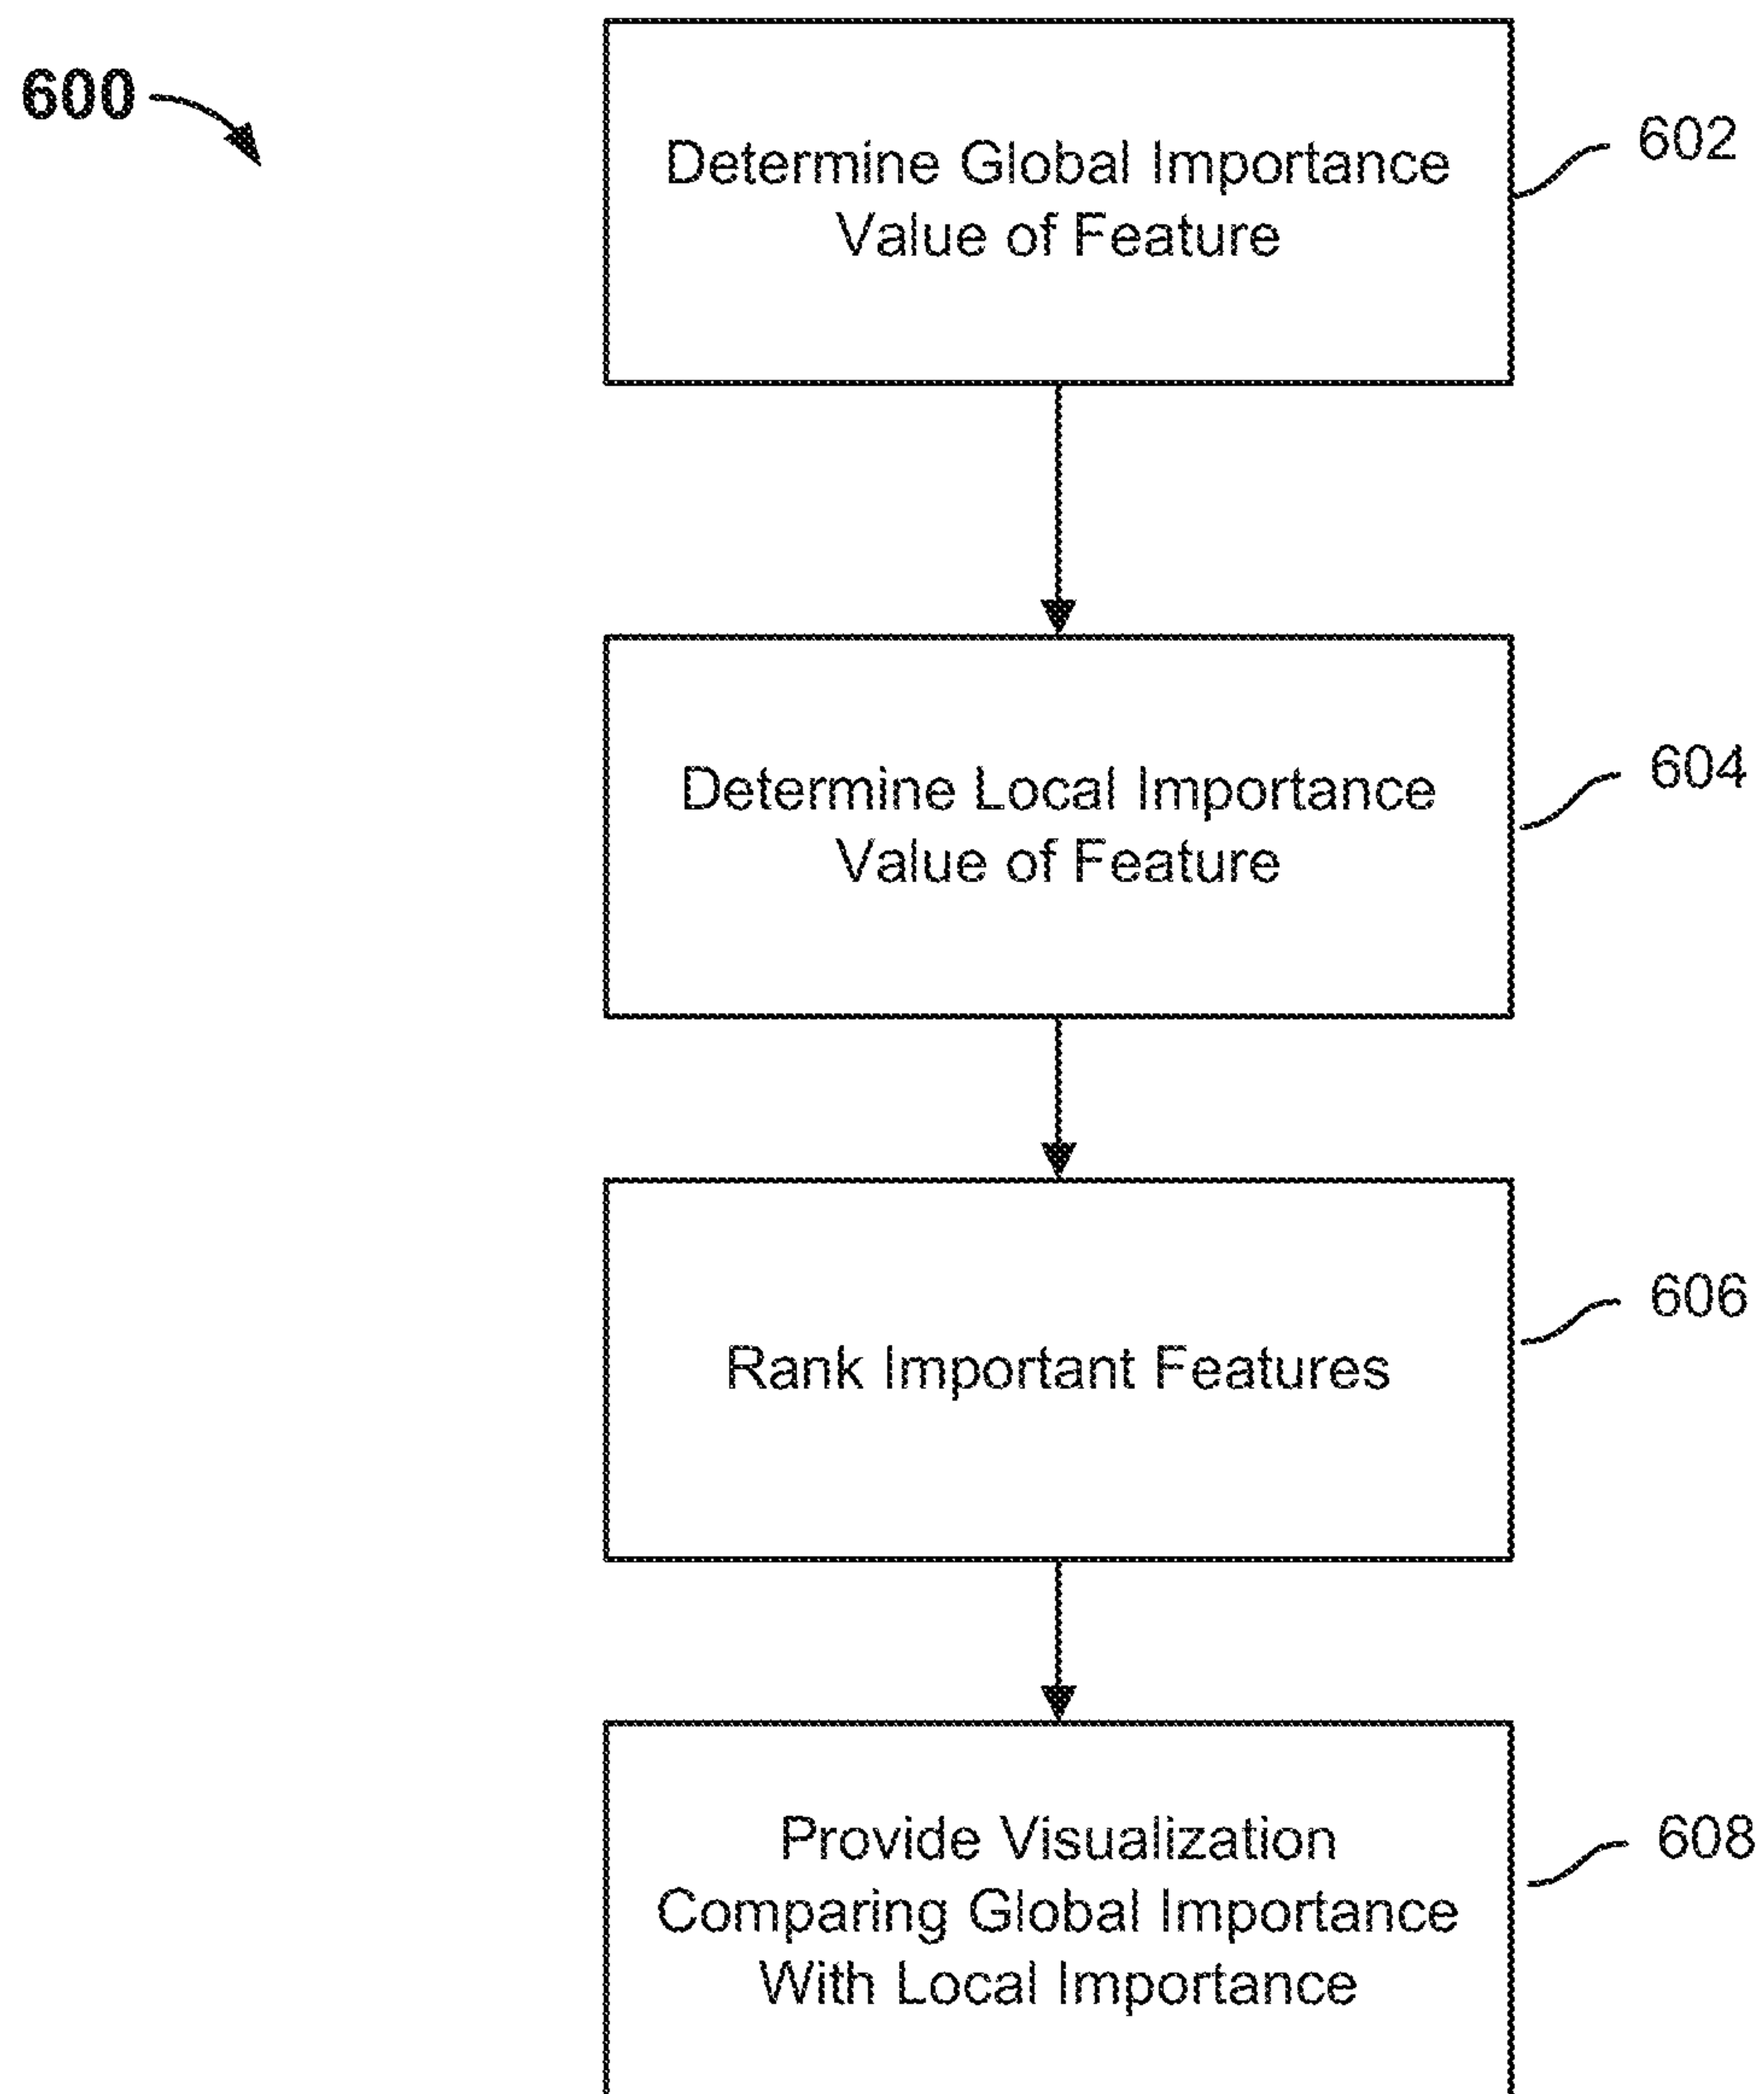 600
Determine Global Importance
Value of Feature
602
Determine Local Importance
Value of Feature
604
Rank Important Features
606
Provide Visualization
Comparing Global Importance
With Local Importance
608